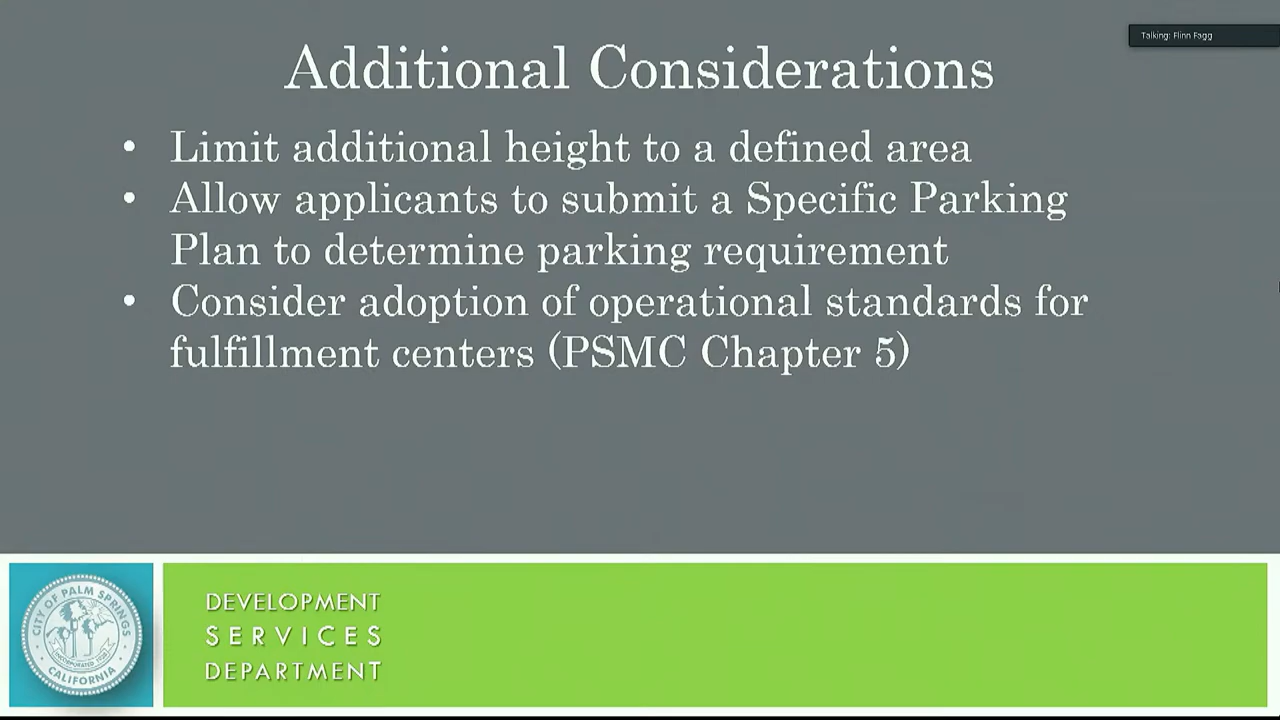 Talking: Flinn Fagg
Additional Considerations
• Limit additional height to a defined area
• Allow applicants to submit a Specific Parking
Plan to determine parking requirement
• Consider adoption of operational standards for
fulfillment centers (PSMC Chapter 5)
CITY OF PALM SPRINGS
CALIFORNIA
DEVELOPMENT
SERVICES
DEPARTMENT